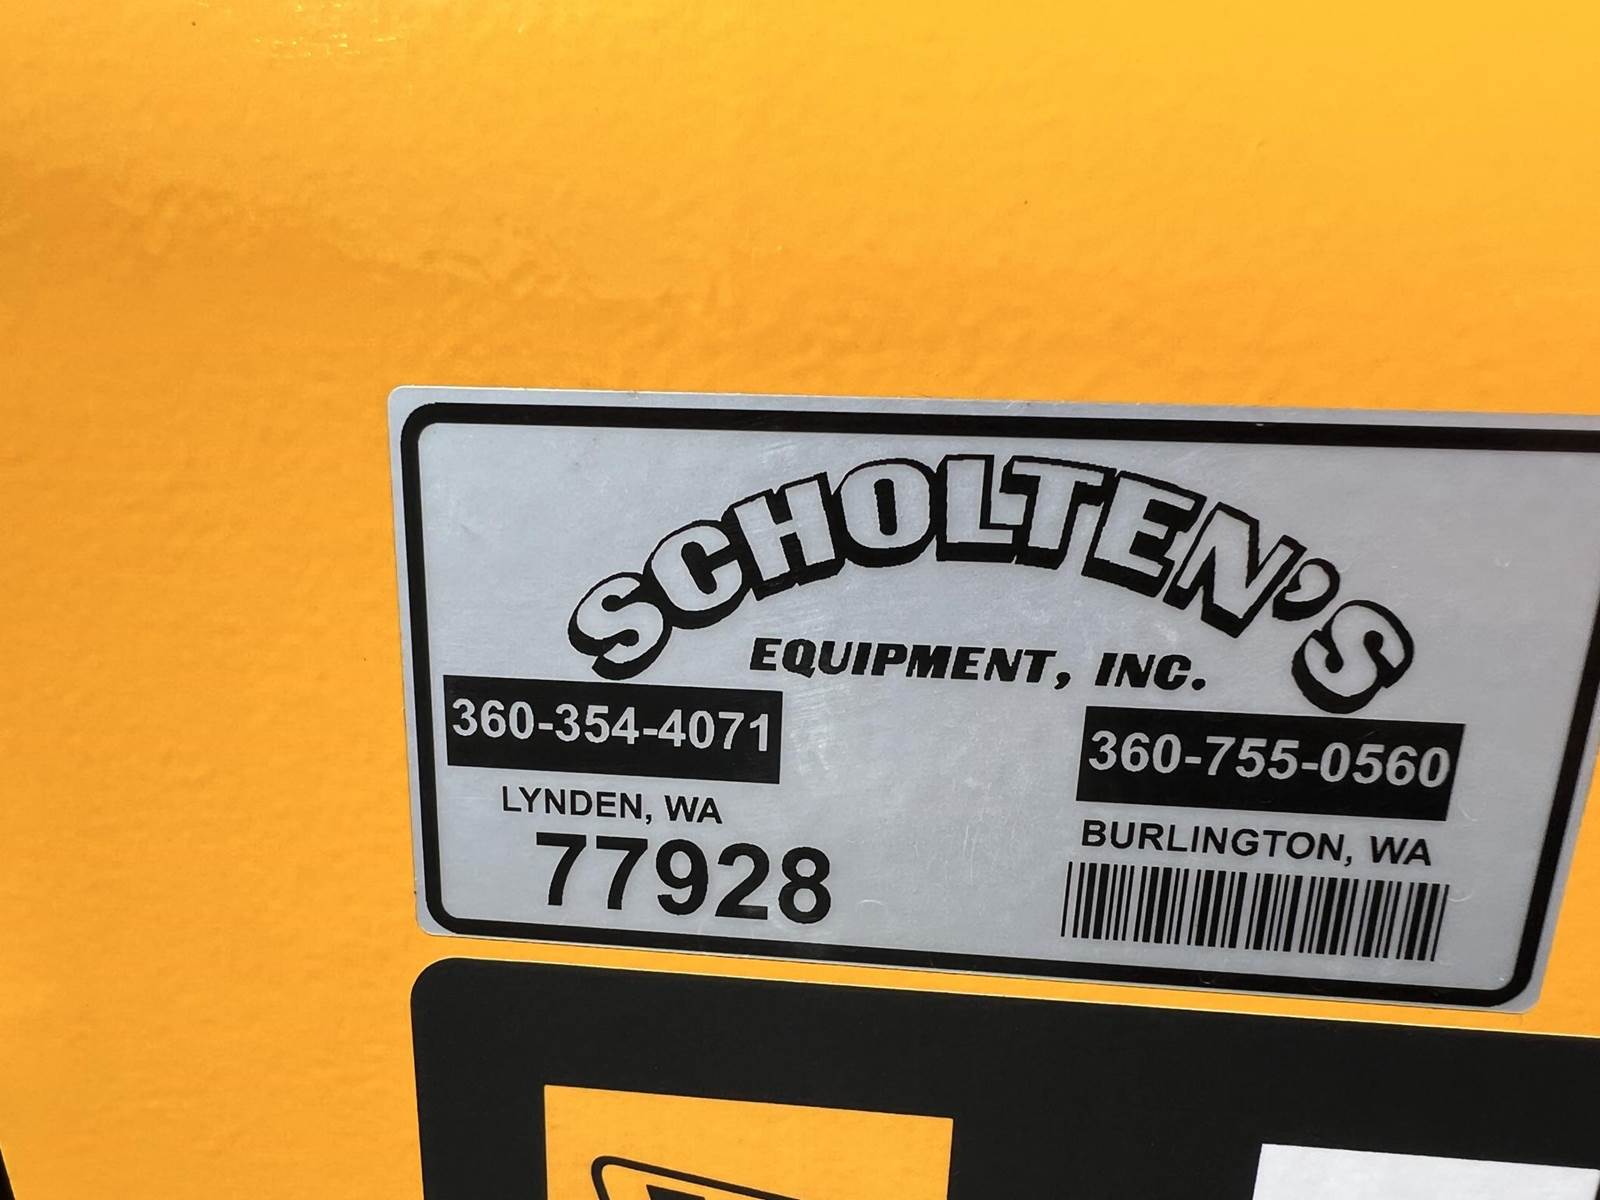 SCHOLTEN'S
EQUIPMENT, INC.
360-354-4071
LYNDEN, WA
77928
360-755-0560
BURLINGTON, WA